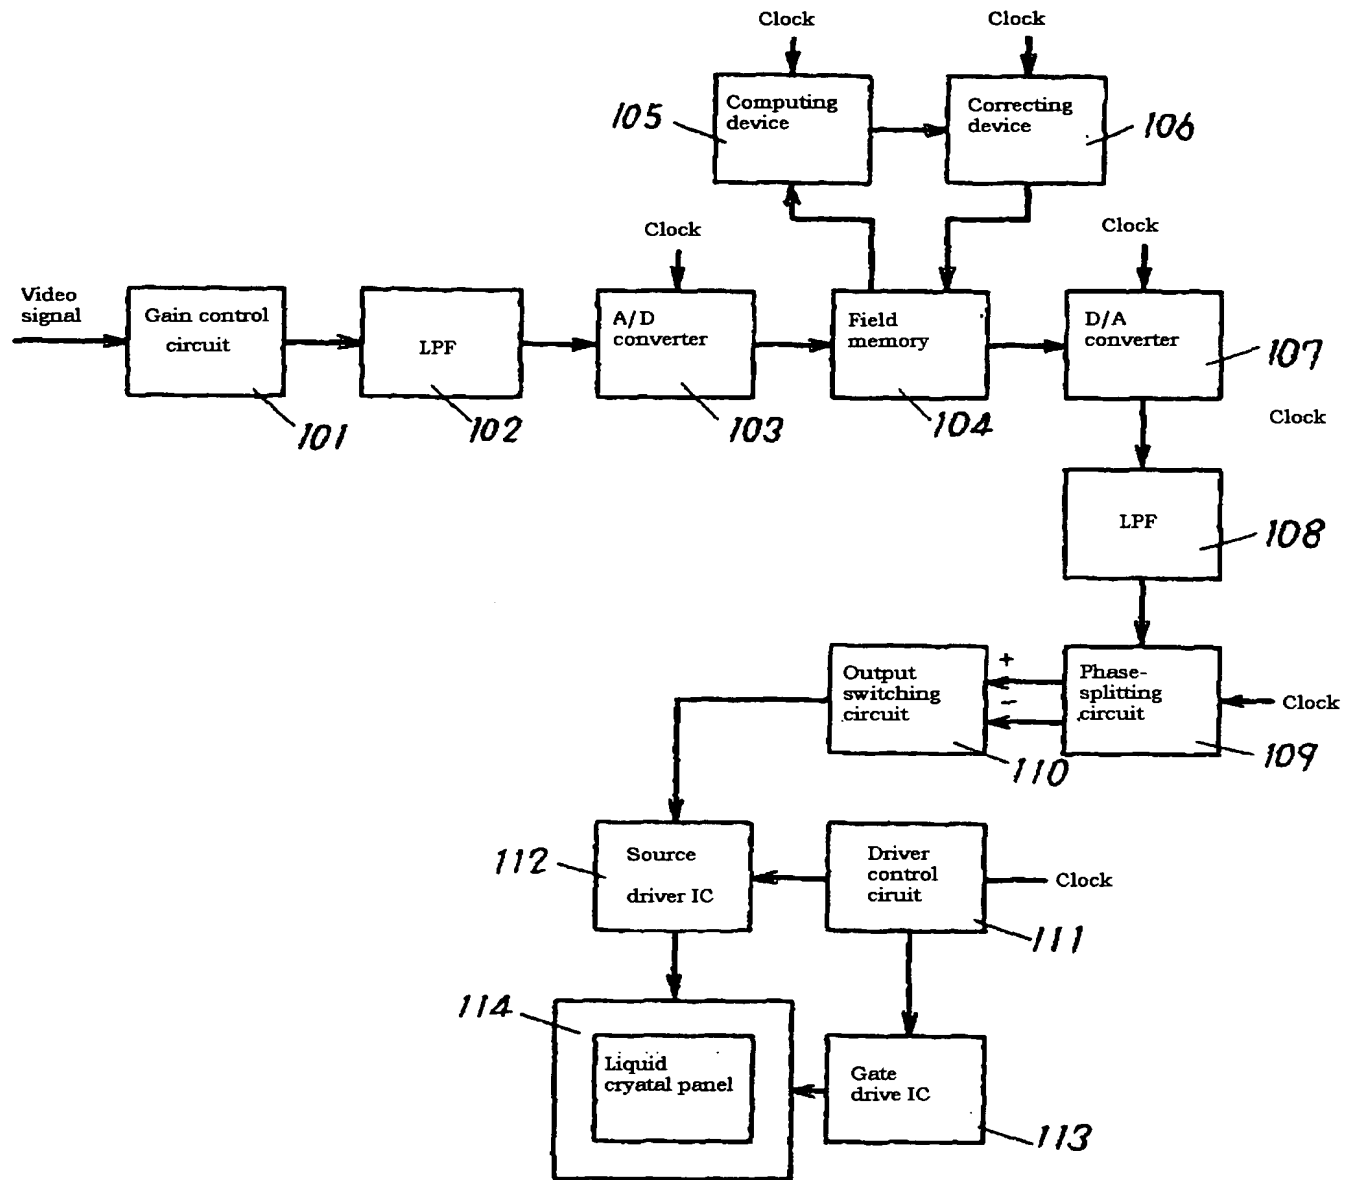 Clock
Clock
Computing
device
105
Correcting
device
106
Clock
Clock
Video
signal
Gain control
circuit
101
LPF
102
A/D
converter
103
Field
memory
104
D/A
converter
107
Clock
LPF
108
Output
switching
circuit
110
+
−
Phase-
splitting
circuit
109
Clock
112
Source
driver IC
Driver
control
ciruit
111
Clock
114
Liquid
cryatal panel
Gate
drive IC
113